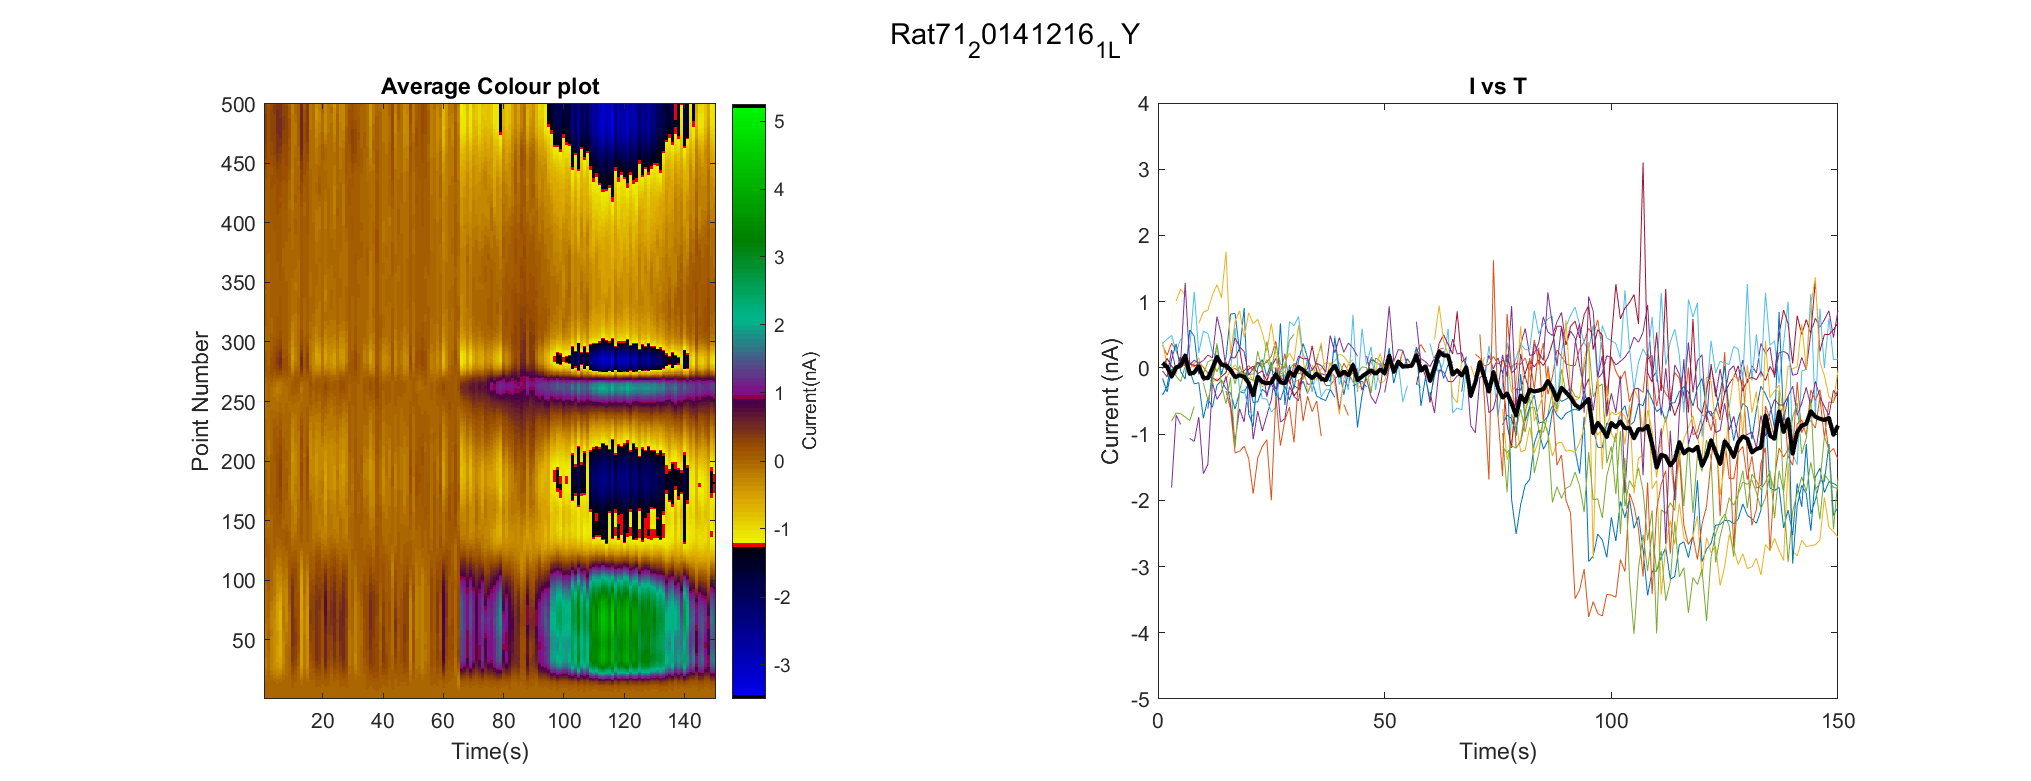 Rat71₂0141216₁LY
Average Colour plot
500
450
400
350
300
250
200
150
100
50
Point Number
20 40 60 80 100 120 140
Time(s)
5
4
3
2
1
0
-1
-2
-3
Current(nA)
I vs T
4
3
2
1
0
-1
-2
-3
-4
-5
Current (nA)
0 50 100 150
Time(s)